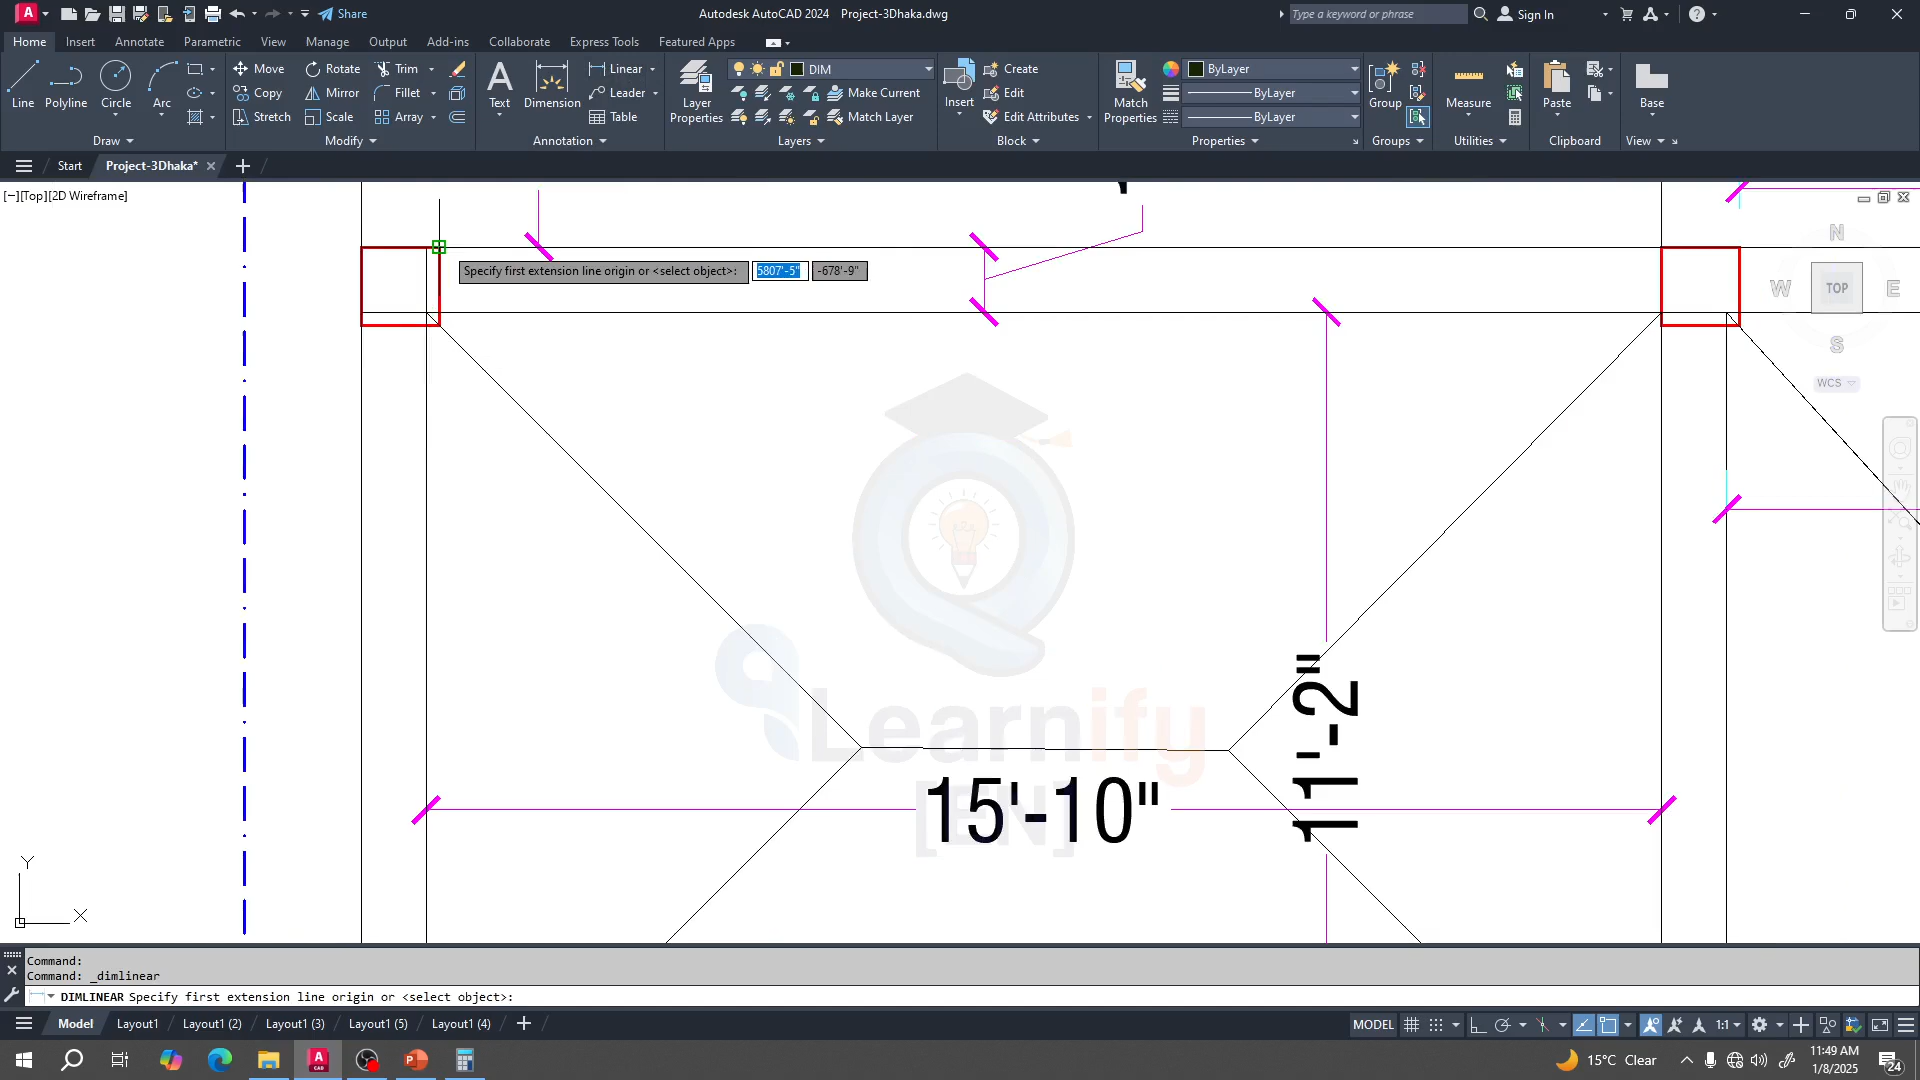 Share
Autodesk AutoCAD 2024 Project-3Dhaka.dwg
Type a keyword or phrase
Sign In
Home Insert Annotate Parametric View Manage Output Add-ins Collaborate Express Tools Featured Apps
Line Polyline Circle Arc
Move Rotate Trim
Copy Mirror Fillet
Stretch Scale Array
Text Dimension
Linear
Leader
Table
Layer Properties
DIM
Make Current
Match Layer
Insert
Create
Edit
Edit Attributes
Match Properties
ByLayer
ByLayer
ByLayer
Group
Measure
Paste
Base
Draw Modify Annotation Layers Block Properties Groups Utilities Clipboard View
Start Project-3Dhaka*
[−][Top][2D Wireframe]
N
W TOP E
S
WCS
Specify first extension line origin or <select object>: 5807'-5" -678'-9"
Learnify
[EN]
15'-10"
11'-2"
Y
X
Command:
Command: _dimlinear
DIMLINEAR Specify first extension line origin or <select object>:
Model Layout1 Layout1 (2) Layout1 (3) Layout1 (5) Layout1 (4)
MODEL 1:1
15°C Clear
11:49 AM
1/8/2025
24